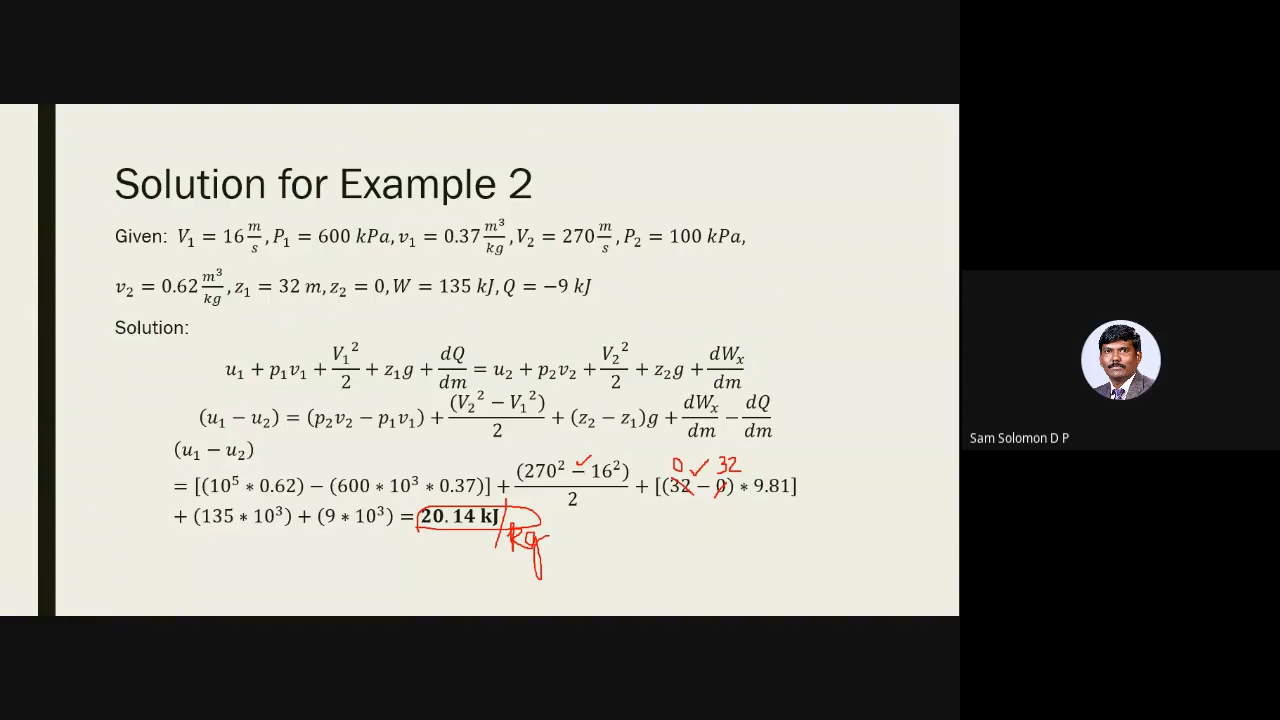 Solution for Example 2
Given: V₁ = 16 m/s, P₁ = 600 kPa, v₁ = 0.37 m³/kg, V₂ = 270 m/s, P₂ = 100 kPa,
v₂ = 0.62 m³/kg, z₁ = 32 m, z₂ = 0, W = 135 kJ, Q = −9 kJ
Solution:
u₁ + p₁v₁ + V₁²/2 + z₁g + dQ/dm = u₂ + p₂v₂ + V₂²/2 + z₂g + dWₓ/dm
(u₁ − u₂) = (p₂v₂ − p₁v₁) + (V₂² − V₁²)/2 + (z₂ − z₁)g + dWₓ/dm − dQ/dm
(u₁ − u₂)
0 ✓ 32
= [(10⁵ * 0.62) − (600 * 10³ * 0.37)] + (270² − 16²)/2 + [(32 − 0) * 9.81]
+ (135 * 10³) + (9 * 10³) = 20.14 kJ /kg
Sam Solomon D P